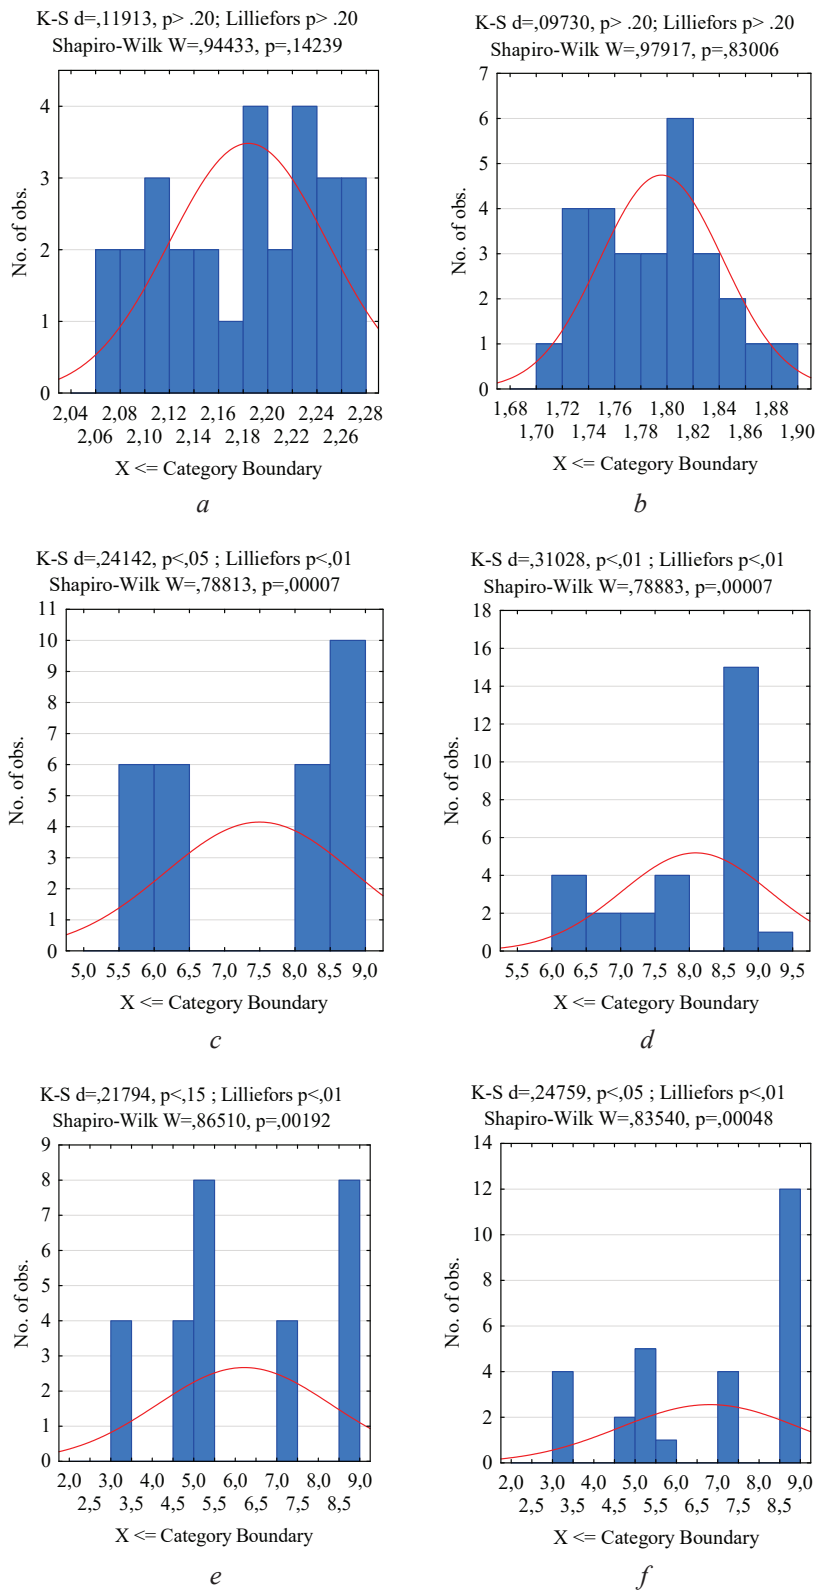 K-S d=,11913, p> .20; Lilliefors p> .20
Shapiro-Wilk W=,94433, p=,14239
No. of obs.
4
3
2
1
0
2,04 2,08 2,12 2,16 2,20 2,24 2,28
2,06 2,10 2,14 2,18 2,22 2,26
X <= Category Boundary
a
K-S d=,09730, p> .20; Lilliefors p> .20
Shapiro-Wilk W=,97917, p=,83006
No. of obs.
7
6
5
4
3
2
1
0
1,68 1,72 1,76 1,80 1,84 1,88
1,70 1,74 1,78 1,82 1,86 1,90
X <= Category Boundary
b
K-S d=,24142, p<,05 ; Lilliefors p<,01
Shapiro-Wilk W=,78813, p=,00007
No. of obs.
11
10
9
8
7
6
5
4
3
2
1
0
5,0 5,5 6,0 6,5 7,0 7,5 8,0 8,5 9,0
X <= Category Boundary
c
K-S d=,31028, p<,01 ; Lilliefors p<,01
Shapiro-Wilk W=,78883, p=,00007
No. of obs.
18
16
14
12
10
8
6
4
2
0
5,5 6,0 6,5 7,0 7,5 8,0 8,5 9,0 9,5
X <= Category Boundary
d
K-S d=,21794, p<,15 ; Lilliefors p<,01
Shapiro-Wilk W=,86510, p=,00192
No. of obs.
9
8
7
6
5
4
3
2
1
0
2,0 3,0 4,0 5,0 6,0 7,0 8,0 9,0
2,5 3,5 4,5 5,5 6,5 7,5 8,5
X <= Category Boundary
e
K-S d=,24759, p<,05 ; Lilliefors p<,01
Shapiro-Wilk W=,83540, p=,00048
No. of obs.
14
12
10
8
6
4
2
0
2,0 3,0 4,0 5,0 6,0 7,0 8,0 9,0
2,5 3,5 4,5 5,5 6,5 7,5 8,5
X <= Category Boundary
f